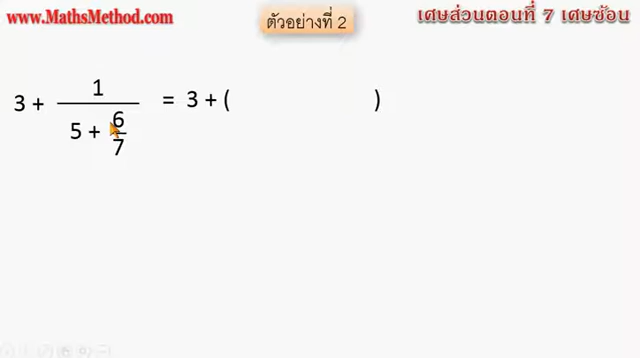 www.MathsMethod.com
ตัวอย่างที่ 2
เศษส่วนตอนที่ 7 เศษซ้อน
3 + 1 / (5 + 6/7) = 3 + ( )